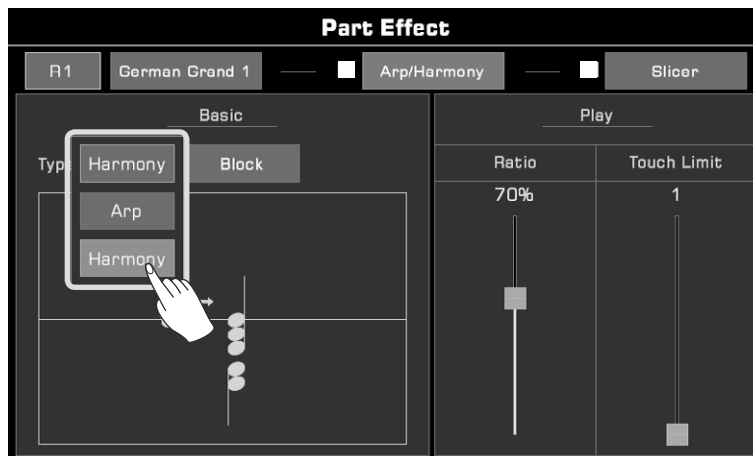 Part Effect
R1 German Grand 1 Arp/Harmony Slicer
Basic
Play
Typ Harmony Block
Ratio Touch Limit
Arp
70% 1
Harmony